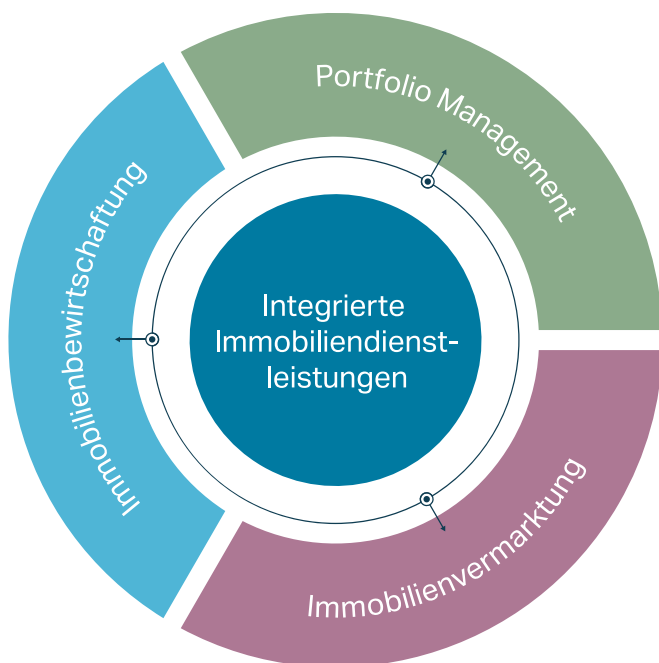 Portfolio Management
Immobilienbewirtschaftung
Integrierte
Immobiliendienst-
leistungen
Immobilienvermarktung